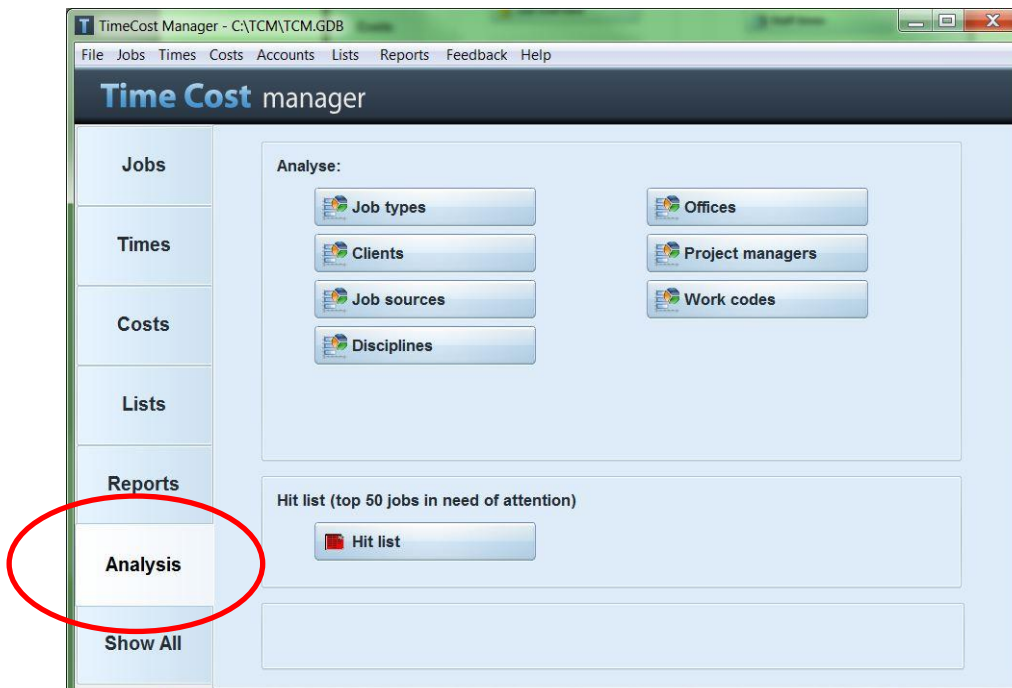 TimeCost Manager - C:\TCM\TCM.GDB
File Jobs Times Costs Accounts Lists Reports Feedback Help
Time Cost manager
Jobs
Times
Costs
Lists
Reports
Analysis
Show All
Analyse:
Job types
Offices
Clients
Project managers
Job sources
Work codes
Disciplines
Hit list (top 50 jobs in need of attention)
Hit list